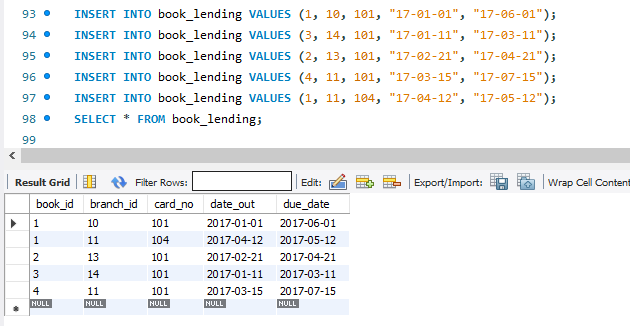 93 INSERT INTO book_lending VALUES (1, 10, 101, "17-01-01", "17-06-01");
94 INSERT INTO book_lending VALUES (3, 14, 101, "17-01-11", "17-03-11");
95 INSERT INTO book_lending VALUES (2, 13, 101, "17-02-21", "17-04-21");
96 INSERT INTO book_lending VALUES (4, 11, 101, "17-03-15", "17-07-15");
97 INSERT INTO book_lending VALUES (1, 11, 104, "17-04-12", "17-05-12");
98 SELECT * FROM book_lending;
99
Result Grid Filter Rows: Edit: Export/Import: Wrap Cell Content
book_id branch_id card_no date_out due_date
1 10 101 2017-01-01 2017-06-01
1 11 104 2017-04-12 2017-05-12
2 13 101 2017-02-21 2017-04-21
3 14 101 2017-01-11 2017-03-11
4 11 101 2017-03-15 2017-07-15
NULL NULL NULL NULL NULL